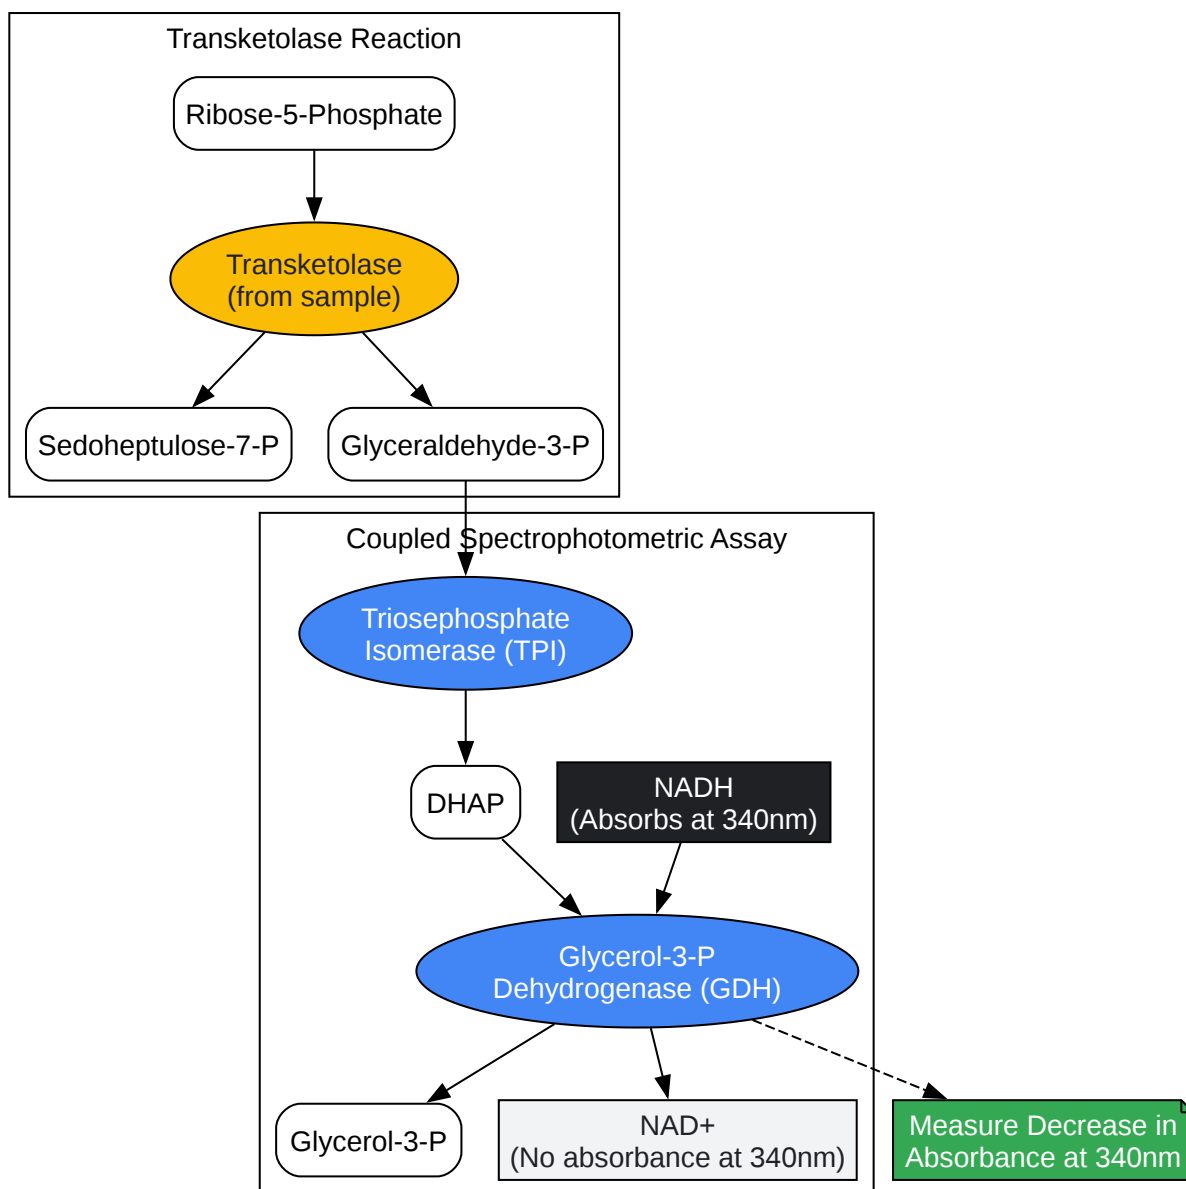 Transketolase Reaction
Ribose-5-Phosphate
Transketolase
(from sample)
Sedoheptulose-7-P
Glyceraldehyde-3-P
Coupled Spectrophotometric Assay
Triosephosphate
Isomerase (TPI)
DHAP
NADH
(Absorbs at 340nm)
Glycerol-3-P
Dehydrogenase (GDH)
Glycerol-3-P
NAD+
(No absorbance at 340nm)
Measure Decrease in
Absorbance at 340nm